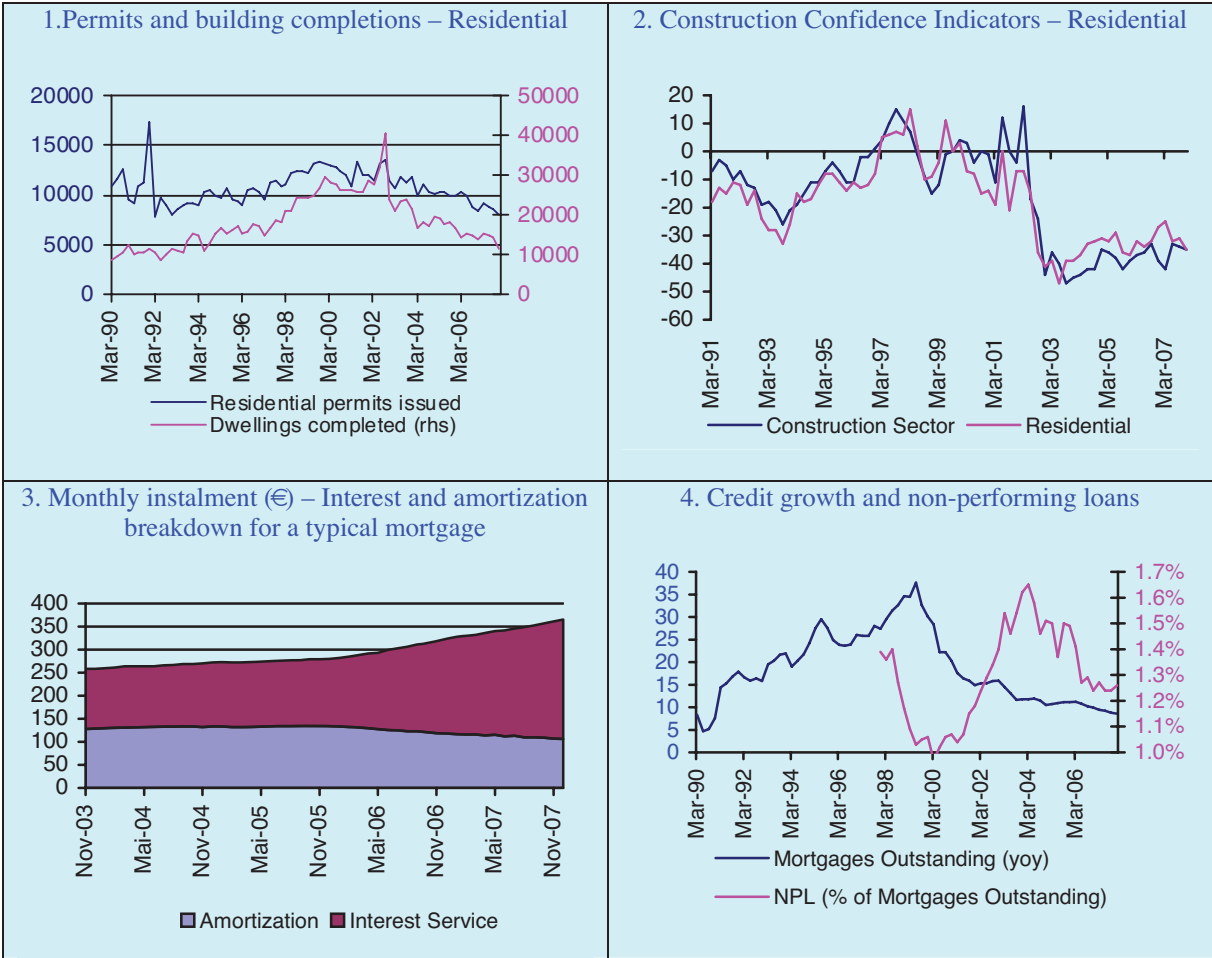 1.Permits and building completions – Residential
20000
15000
10000
5000
0
50000
40000
30000
20000
10000
0
Mar-90
Mar-92
Mar-94
Mar-96
Mar-98
Mar-00
Mar-02
Mar-04
Mar-06
Residential permits issued
Dwellings completed (rhs)
2. Construction Confidence Indicators – Residential
20
10
0
-10
-20
-30
-40
-50
-60
Mar-91
Mar-93
Mar-95
Mar-97
Mar-99
Mar-01
Mar-03
Mar-05
Mar-07
Construction Sector
Residential
3. Monthly instalment (€) – Interest and amortization
breakdown for a typical mortgage
400
350
300
250
200
150
100
50
0
Nov-03
Mai-04
Nov-04
Mai-05
Nov-05
Mai-06
Nov-06
Mai-07
Nov-07
Amortization
Interest Service
4. Credit growth and non-performing loans
40
35
30
25
20
15
10
5
0
1.7%
1.6%
1.5%
1.4%
1.3%
1.2%
1.1%
1.0%
Mar-90
Mar-92
Mar-94
Mar-96
Mar-98
Mar-00
Mar-02
Mar-04
Mar-06
Mortgages Outstanding (yoy)
NPL (% of Mortgages Outstanding)